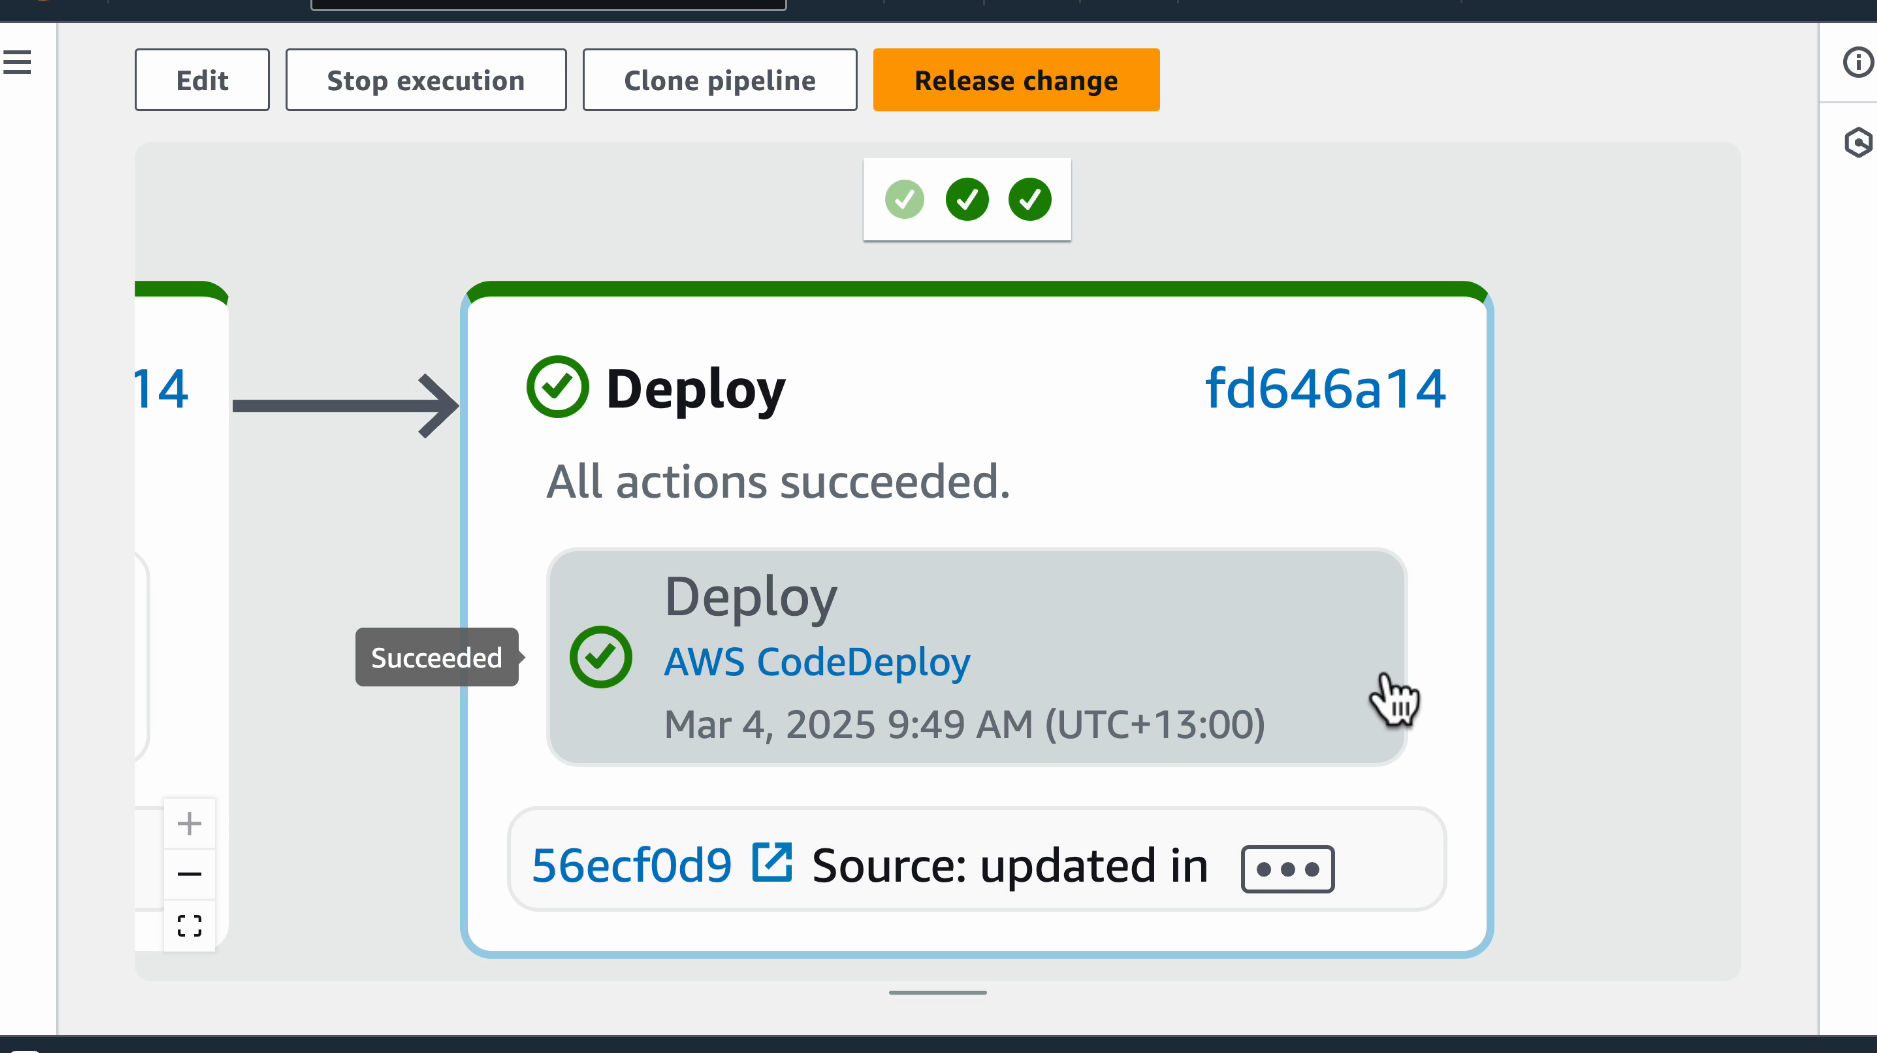 Edit
Stop execution
Clone pipeline
Release change
14
Deploy
fd646a14
All actions succeeded.
Deploy
Succeeded
AWS CodeDeploy
Mar 4, 2025 9:49 AM (UTC+13:00)
56ecf0d9 Source: updated in